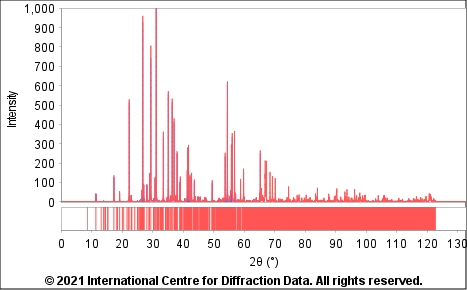 1,000
900
800
700
600
500
400
300
200
100
0
Intensity
0 10 20 30 40 50 60 70 80 90 100 110 120 130
2θ (°)
© 2021 International Centre for Diffraction Data. All rights reserved.